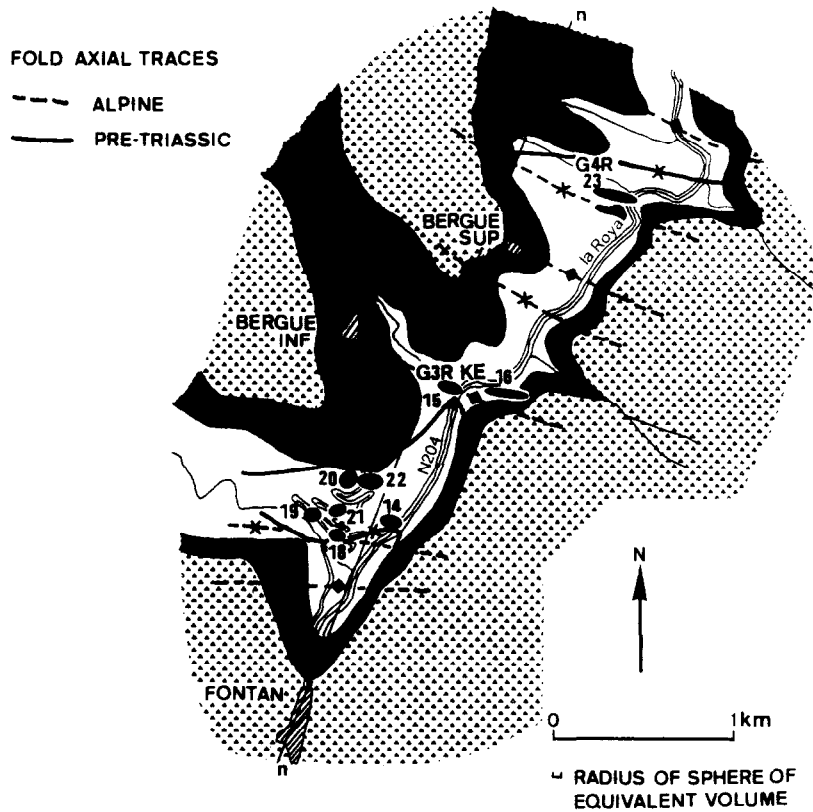 n
FOLD AXIAL TRACES
ALPINE
PRE-TRIASSIC
G4R
23
BERGUE
SUP
la Roya
BERGUE
INF
G3R KE 16
15
N204
20 22
19 21 14
18
N
FONTAN
n
0 1km
RADIUS OF SPHERE OF
EQUIVALENT VOLUME